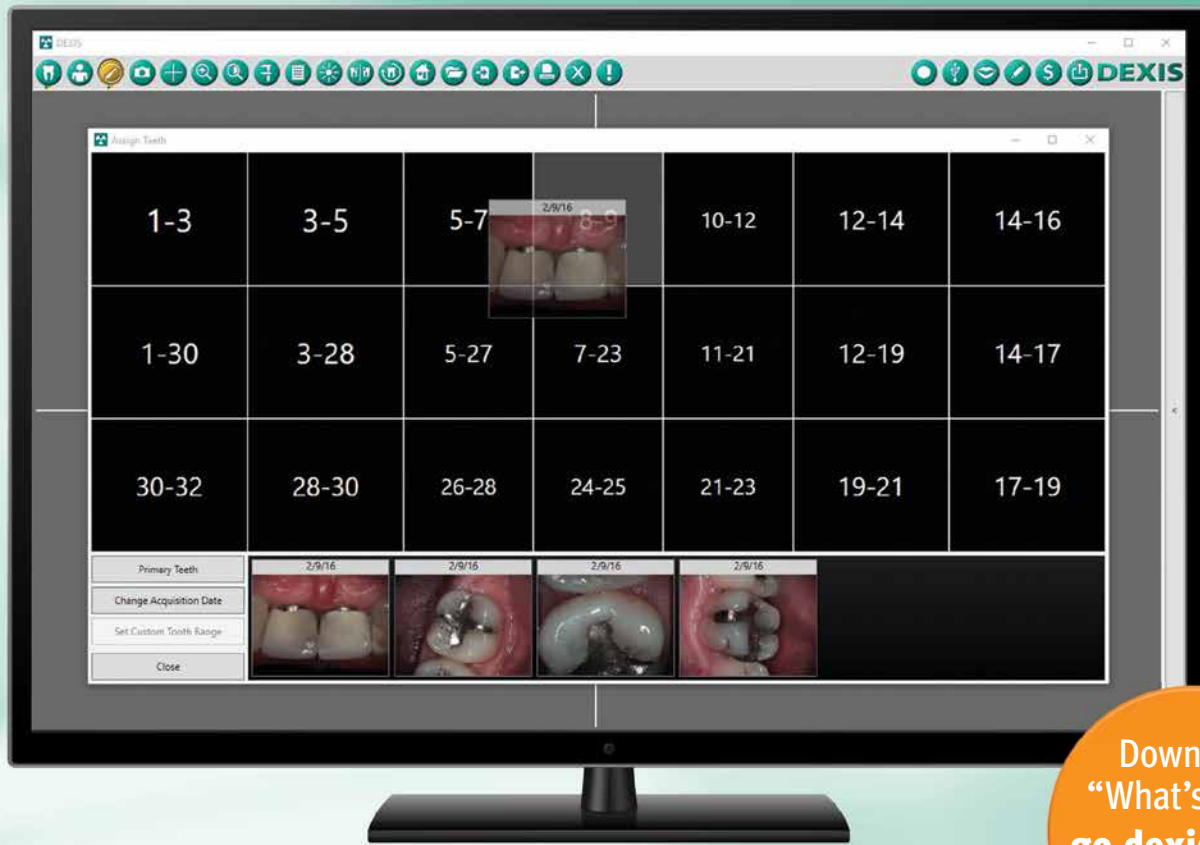 DEXIS
DEXIS
Assign Teeth
1-3 3-5 5-7 8-9 10-12 12-14 14-16
2/9/16
1-30 3-28 5-27 7-23 11-21 12-19 14-17
30-32 28-30 26-28 24-25 21-23 19-21 17-19
Primary Teeth
Change Acquisition Date
Set Custom Tooth Range
Close
2/9/16 2/9/16 2/9/16 2/9/16
Down
“What’s
go.dexi